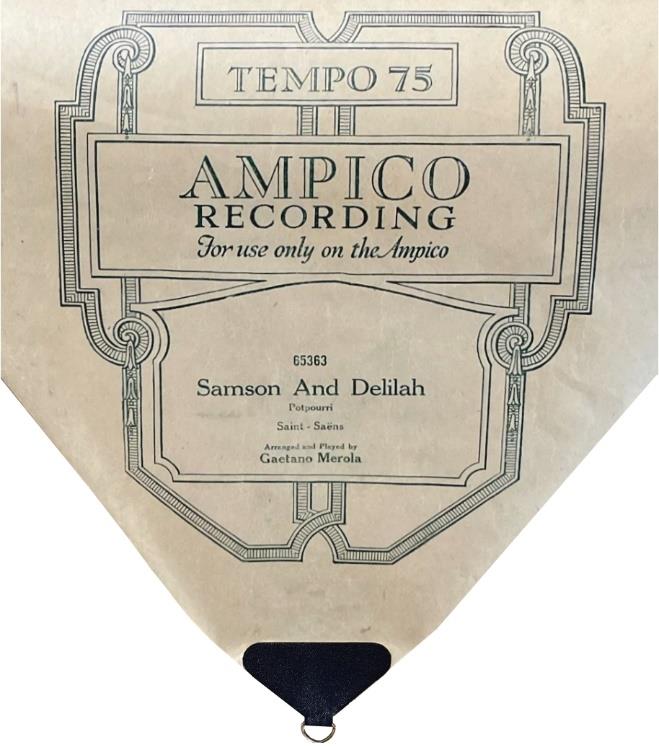 TEMPO 75
AMPICO
RECORDING
For use only on the Ampico
65363
Samson And Delilah
Potpourri
Saint - Saëns
Arranged and Played by
Gaetano Merola